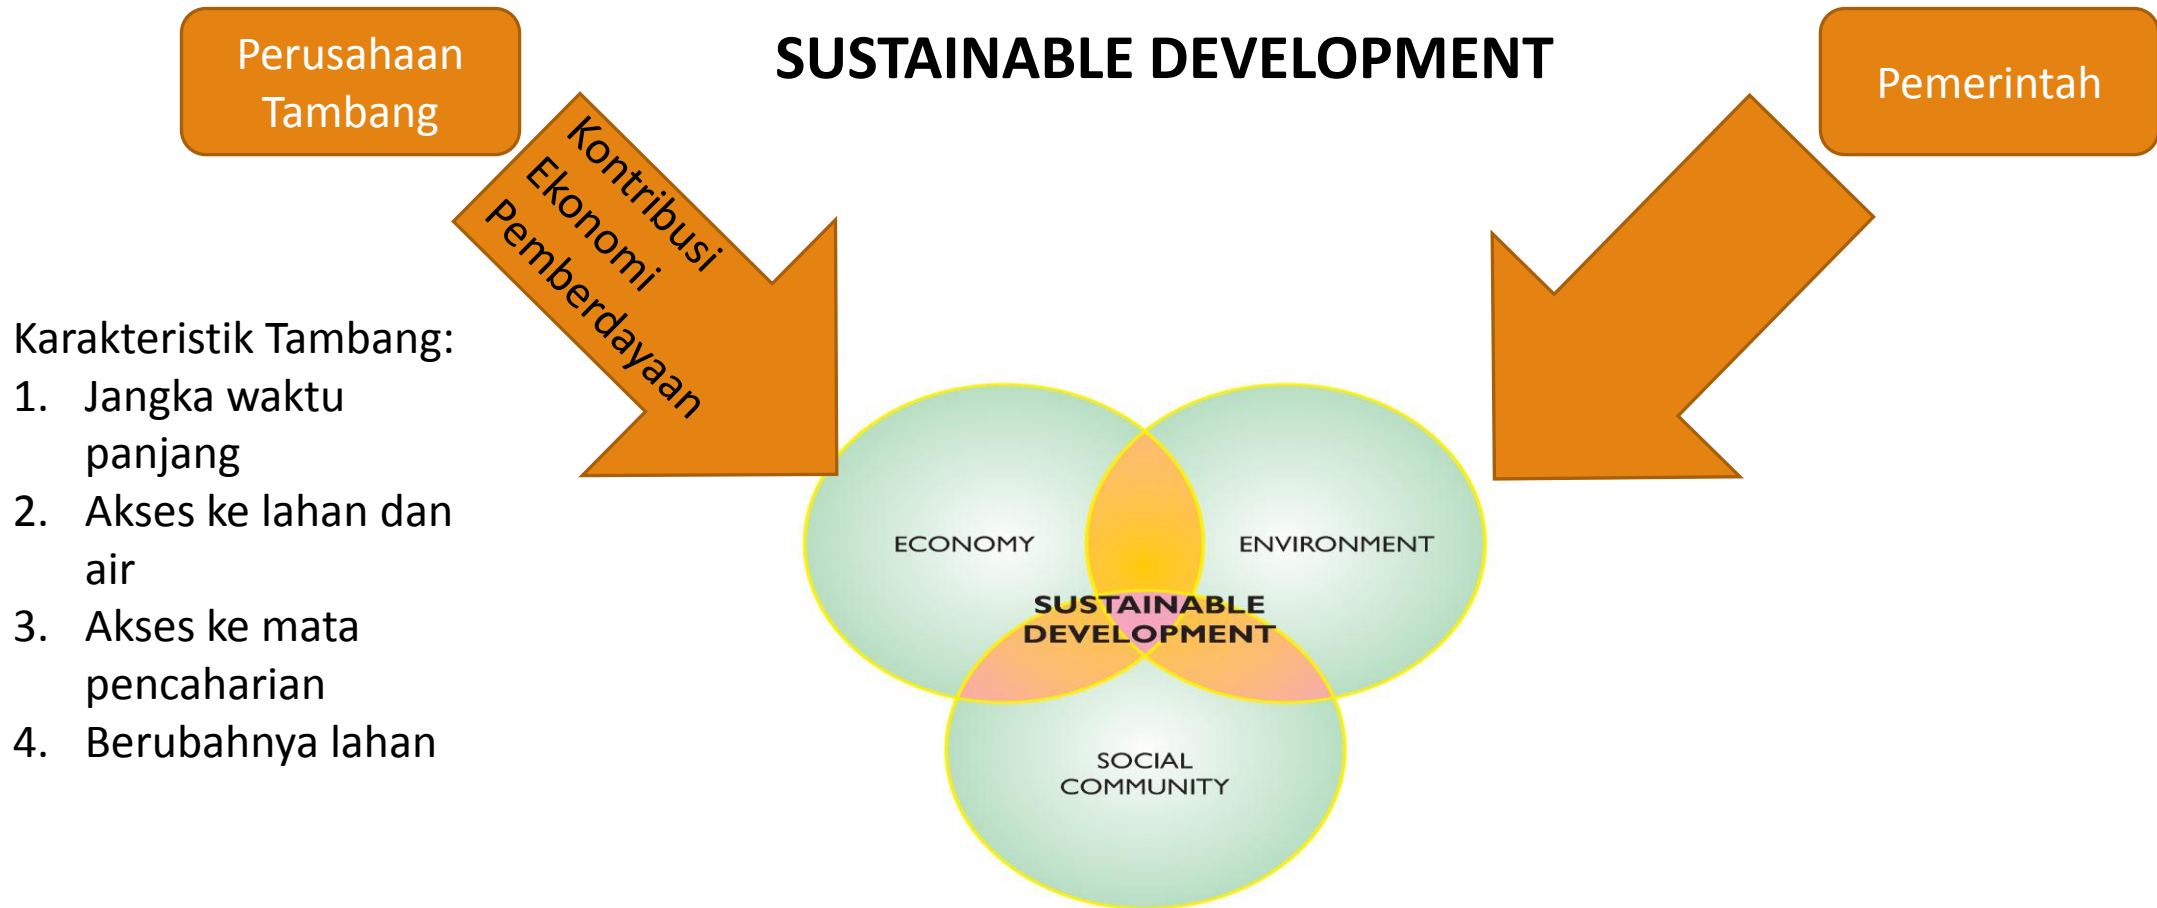 Perusahaan
Tambang
SUSTAINABLE DEVELOPMENT
Pemerintah
Kontribusi
Ekonomi
Pemberdayaan
Karakteristik Tambang:
1. Jangka waktu
panjang
2. Akses ke lahan dan
air
3. Akses ke mata
pencaharian
4. Berubahnya lahan
ECONOMY
ENVIRONMENT
SUSTAINABLE
DEVELOPMENT
SOCIAL
COMMUNITY